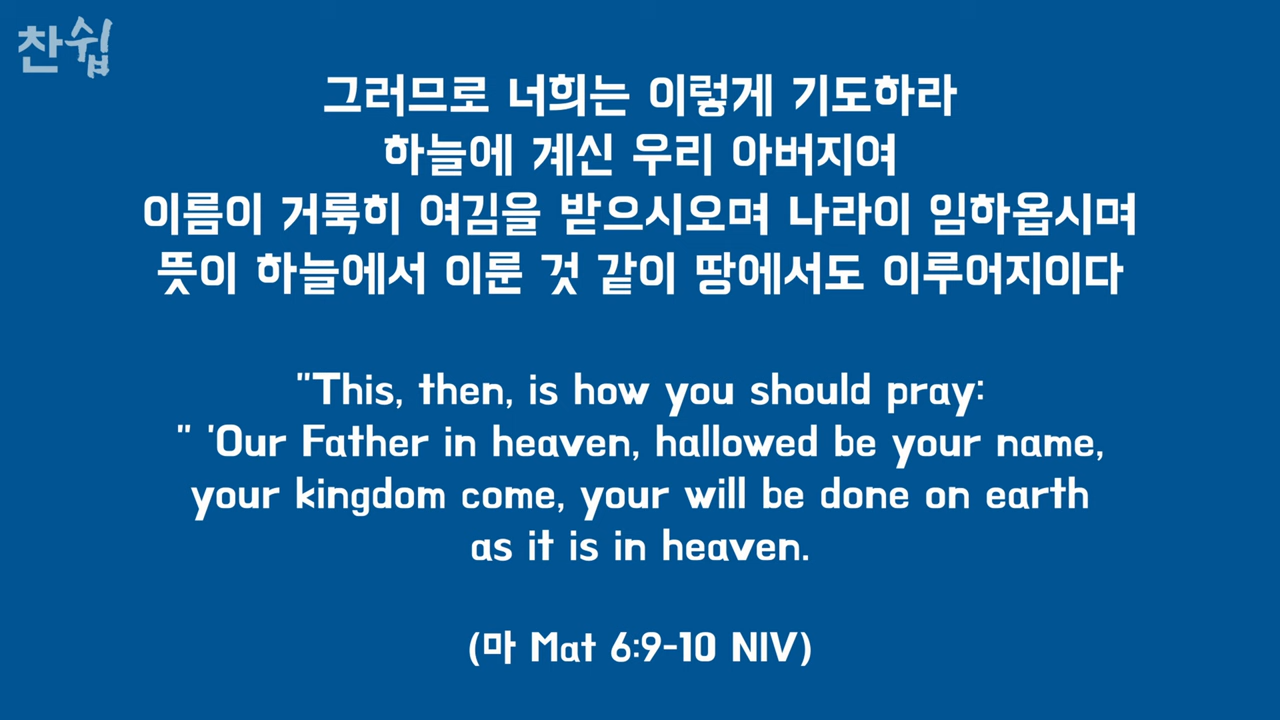 찬쉽
그러므로 너희는 이렇게 기도하라
하늘에 계신 우리 아버지여
이름이 거룩히 여김을 받으시오며 나라이 임하옵시며
뜻이 하늘에서 이룬 것 같이 땅에서도 이루어지이다
"This, then, is how you should pray:
" 'Our Father in heaven, hallowed be your name,
your kingdom come, your will be done on earth
as it is in heaven.
(마 Mat 6:9-10 NIV)